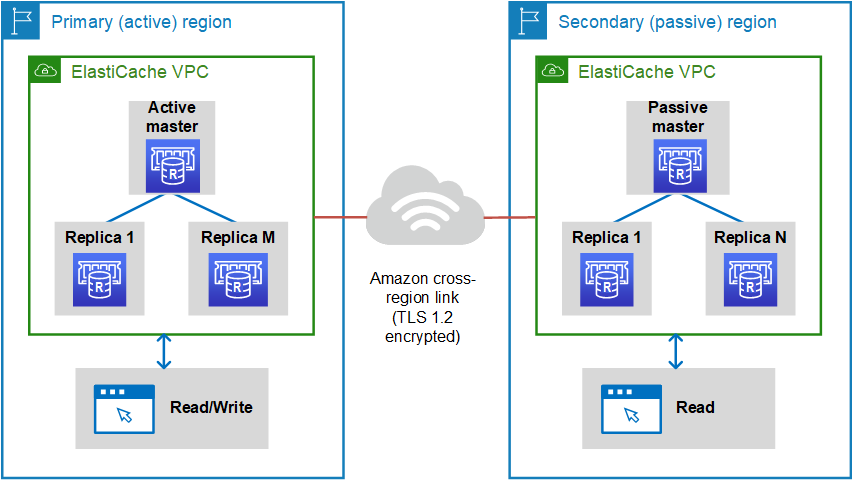 Primary (active) region
ElastiCache VPC
Active
master
R
Replica 1
R
Replica M
R
Read/Write
Amazon cross-
region link
(TLS 1.2
encrypted)
Secondary (passive) region
ElastiCache VPC
Passive
master
R
Replica 1
R
Replica N
R
Read